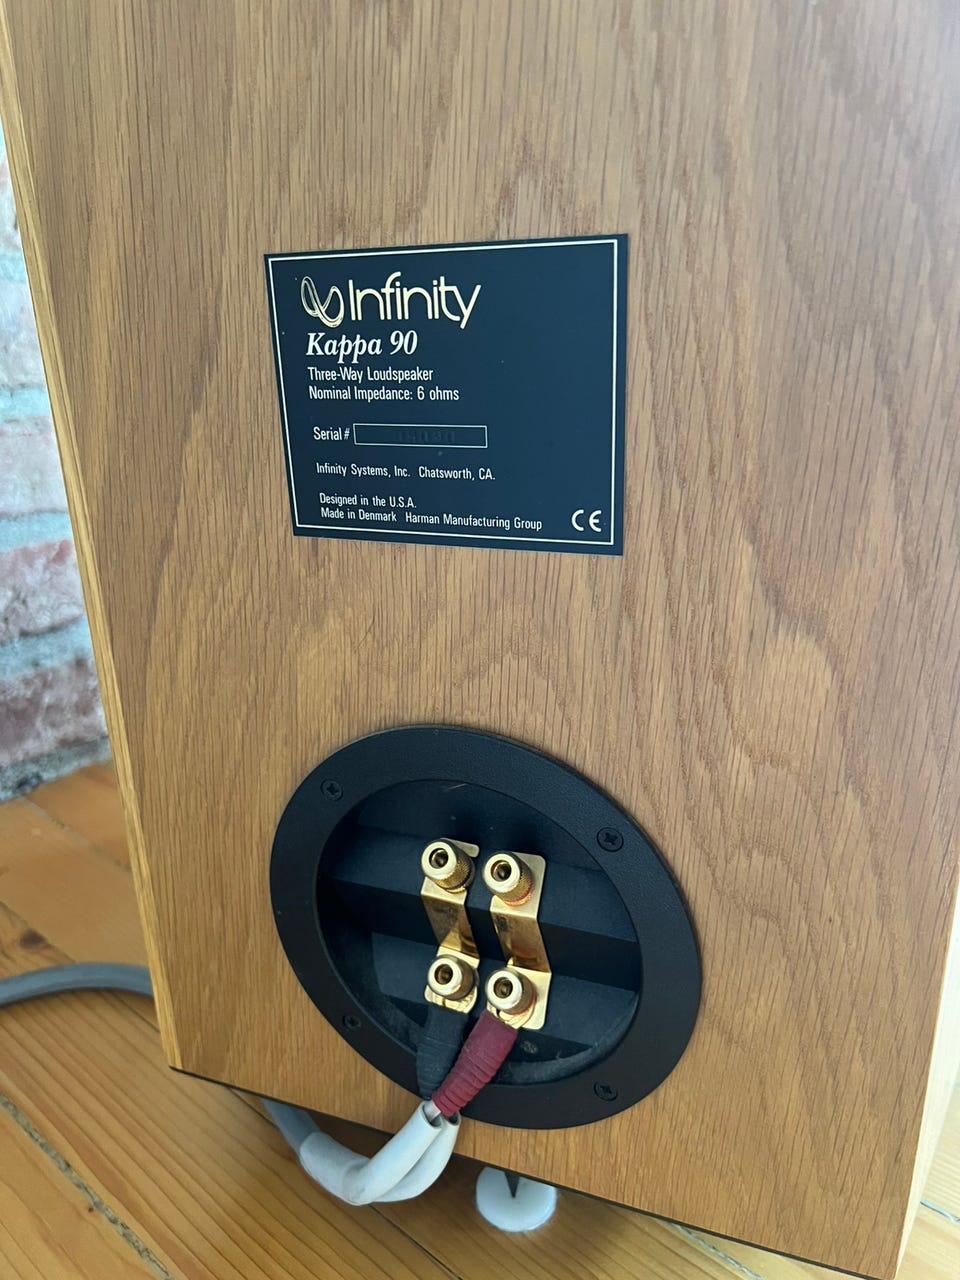 Infinity
Kappa 90
Three-Way Loudspeaker
Nominal Impedance: 6 ohms
Serial #
Infinity Systems, Inc. Chatsworth, CA.
Designed in the U.S.A.
Made in Denmark Harman Manufacturing Group
CE